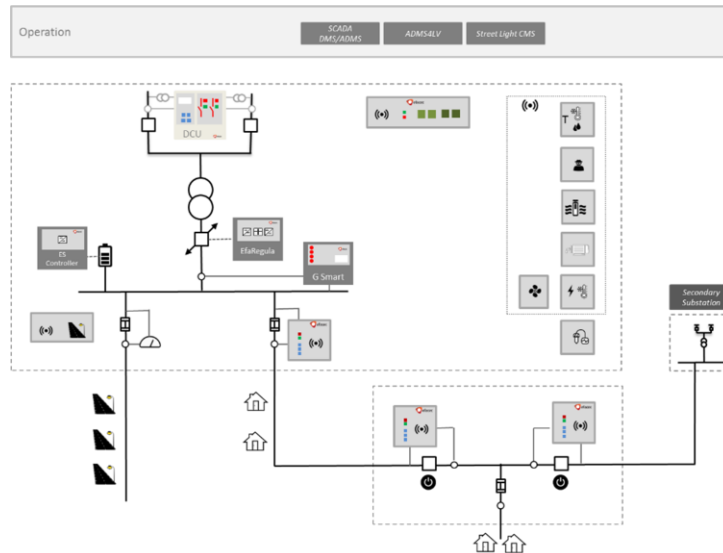 Operation
SCADA
DMS/ADMS
ADMS4LV
Street Light CMS
DCU
T
ES
Controller
EfaRegula
G Smart
Secondary
Substation